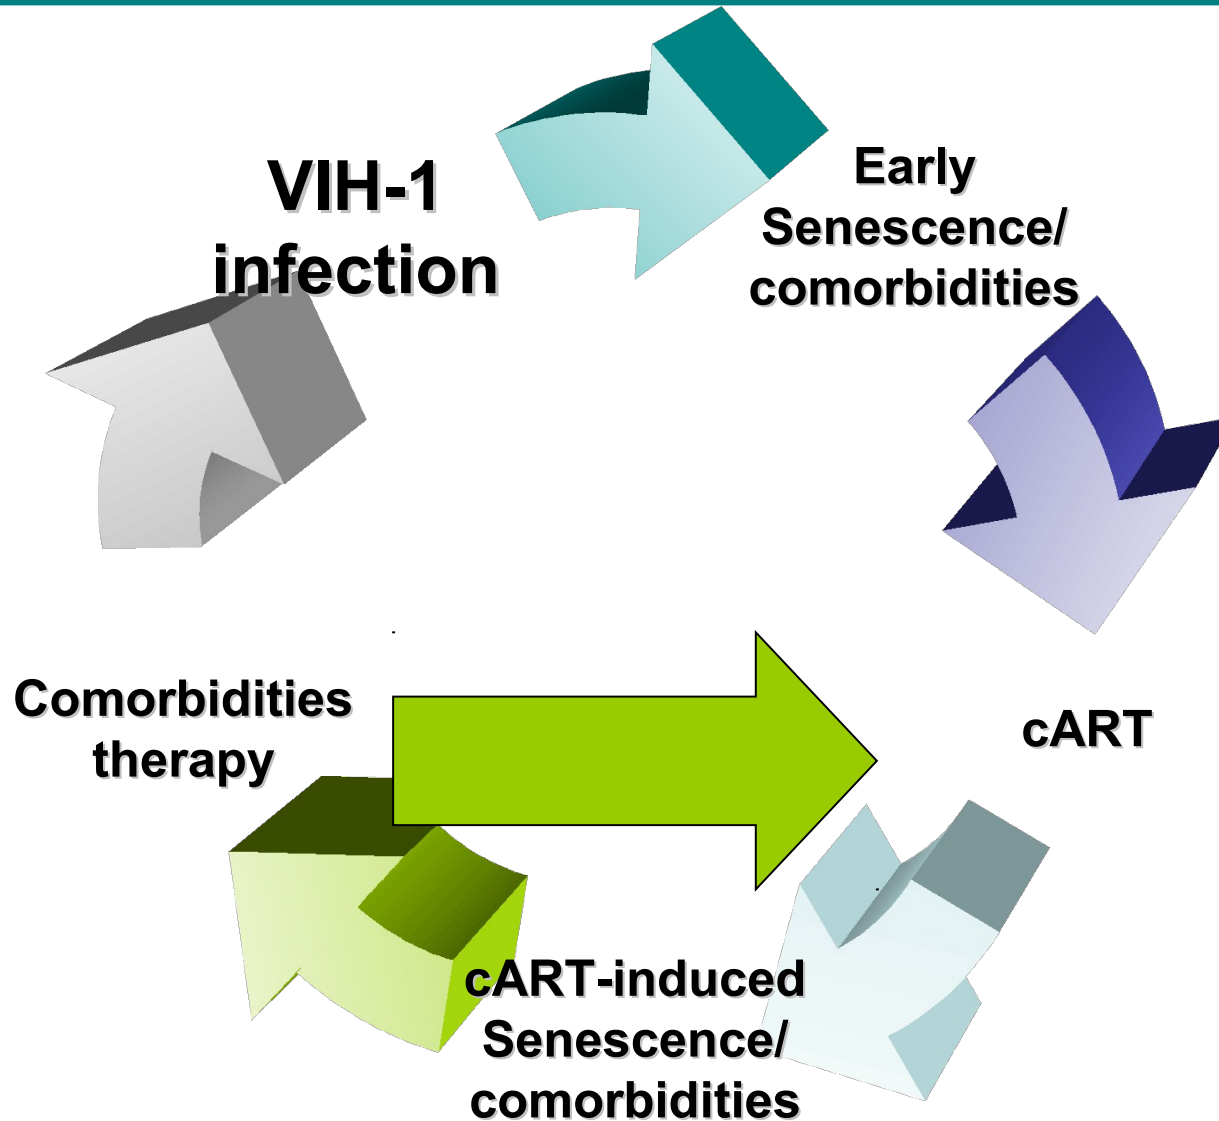 VIH-1
infection
Early
Senescence/
comorbidities
Comorbidities
therapy
cART
cART-induced
Senescence/
comorbidities